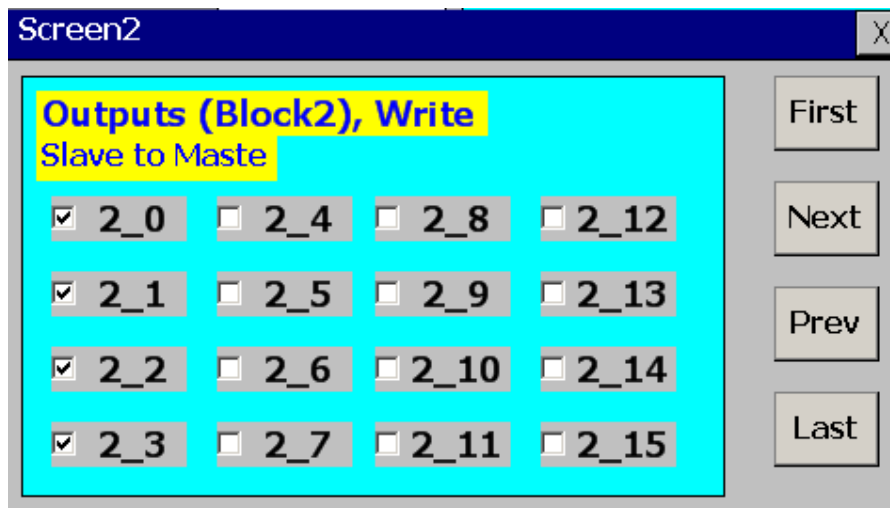 Screen2 X
Outputs (Block2), Write
Slave to Maste
2_0 2_4 2_8 2_12
2_1 2_5 2_9 2_13
2_2 2_6 2_10 2_14
2_3 2_7 2_11 2_15
First
Next
Prev
Last